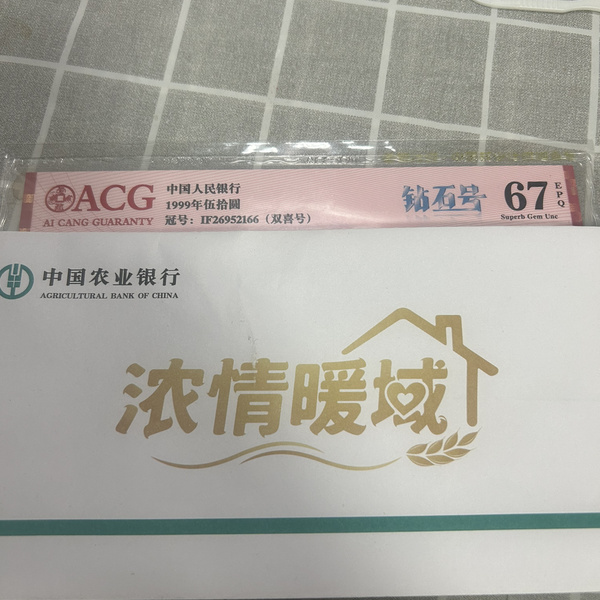 ACG
AI CANG GUARANTY
中国人民银行
1999年伍拾圆
冠号：IF26952166（双喜号）
钻石号
67
EPQ
Superb Gem Unc
中国农业银行
AGRICULTURAL BANK OF CHINA
浓情暖域